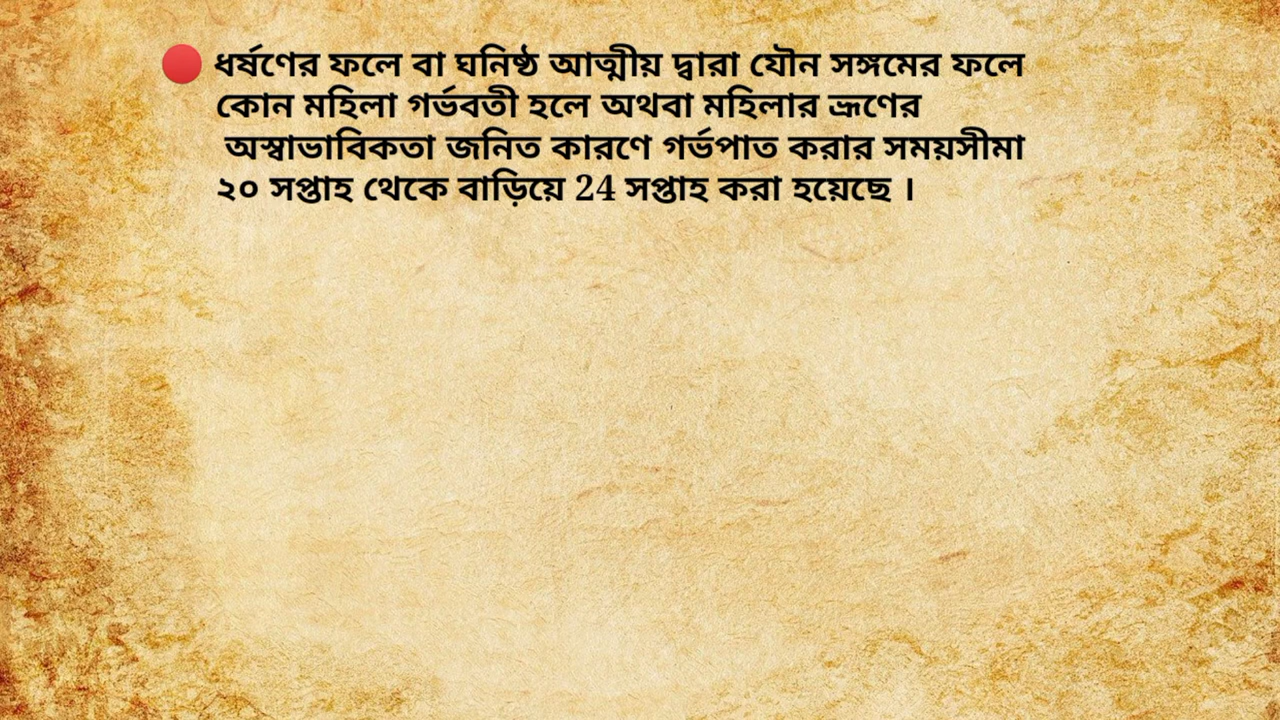 🔴 ধর্ষণের ফলে বা ঘনিষ্ঠ আত্মীয় দ্বারা যৌন সঙ্গমের ফলে
কোন মহিলা গর্ভবতী হলে অথবা মহিলার ভ্রূণের
অস্বাভাবিকতা জনিত কারণে গর্ভপাত করার সময়সীমা
২০ সপ্তাহ থেকে বাড়িয়ে 24 সপ্তাহ করা হয়েছে ।